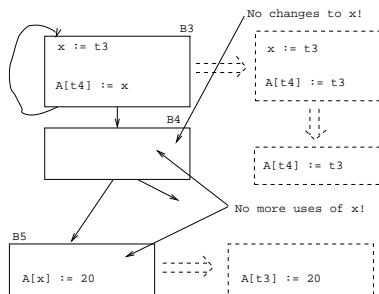 No changes to x!
B3
x := t3
A[t4] := x
x := t3
A[t4] := t3
B4
A[t4] := t3
No more uses of x!
B5
A[x] := 20
A[t3] := 20